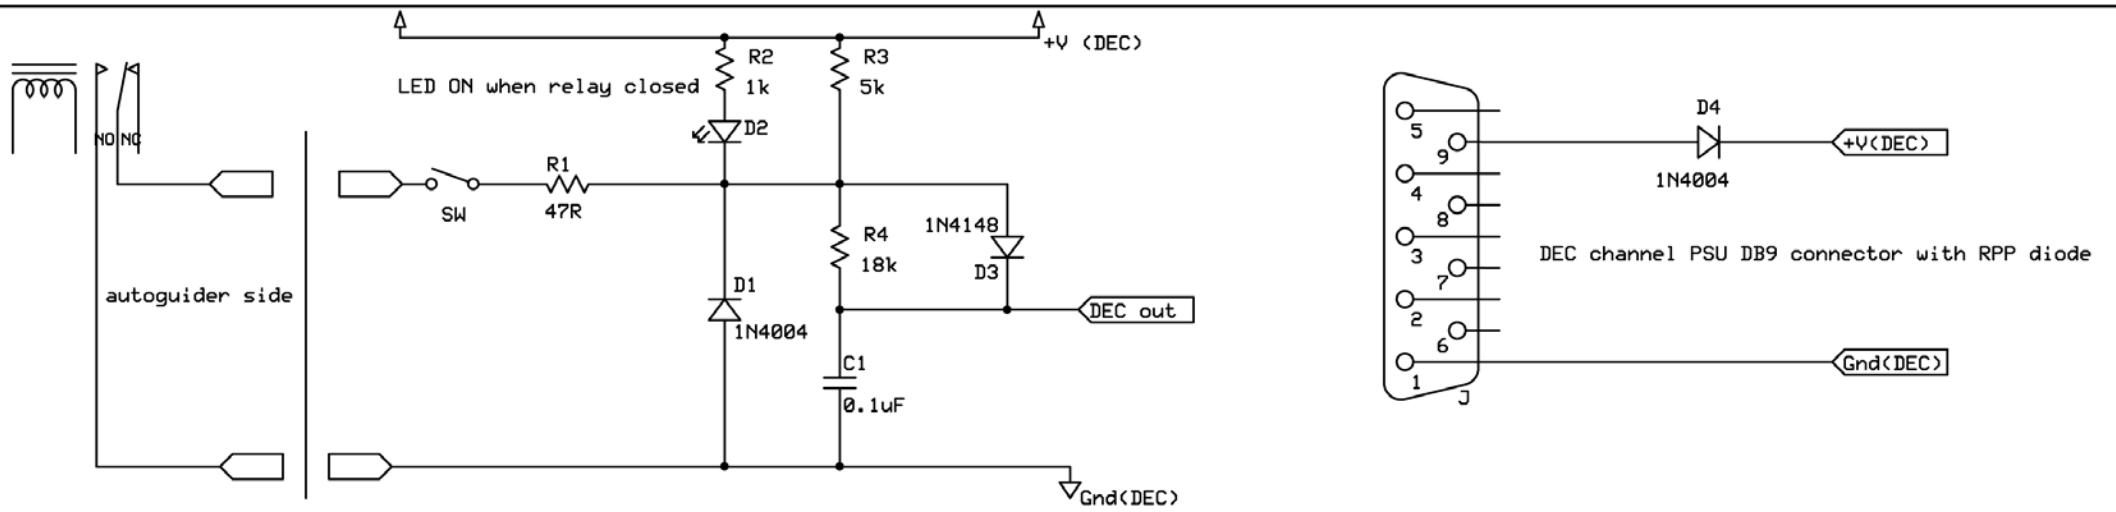 +V (DEC)
R2
1k
R3
5k
LED ON when relay closed
D2
NO NC
R1
47R
SW
R4
18k
1N4148
D3
D1
1N4004
autoguider side
DEC out
C1
0.1uF
Gnd(DEC)
5
9
4
8
3
7
2
6
1
J
D4
1N4004
+V(DEC)
DEC channel PSU DB9 connector with RPP diode
Gnd(DEC)